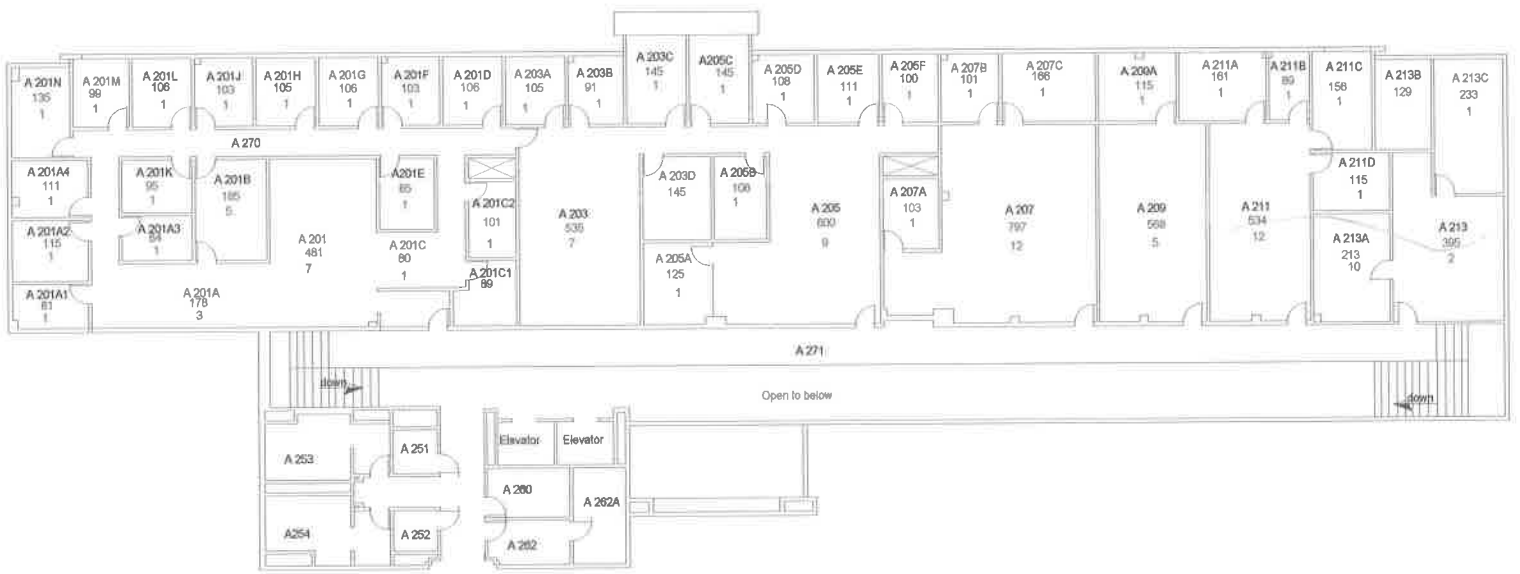 A 201N
135
1
A 201M
99
1
A 201L
106
1
A 201J
103
1
A 201H
105
1
A 201G
106
1
A 201F
103
1
A 201D
106
1
A 203A
105
1
A 203B
91
1
A 203C
145
1
A205C
145
1
A 205D
108
1
A 205E
111
1
A 205F
100
1
A 207B
101
1
A 207C
166
1
A 209A
115
1
A 211A
161
1
A 211B
89
1
A 211C
158
1
A 213B
129
A 213C
233
1
A 270
A 201A4
111
1
A 201K
95
1
A 201B
185
5
A 201E
65
1
A 201C2
101
1
A 203D
145
A 205B
106
1
A 207A
103
1
A 211D
115
1
A 201A2
115
1
A 201A3
54
1
A 201
481
7
A 201C
80
1
A 203
535
7
A 205
600
9
A 207
797
12
A 209
568
5
A 211
534
12
A 213A
213
10
A 213
395
2
A 201A1
61
1
A 201A
178
3
A 201C1
89
A 205A
125
1
A 271
down
Open to below
down
A 253
A 251
Elevator
Elevator
A 260
A 262A
A254
A 252
A 262